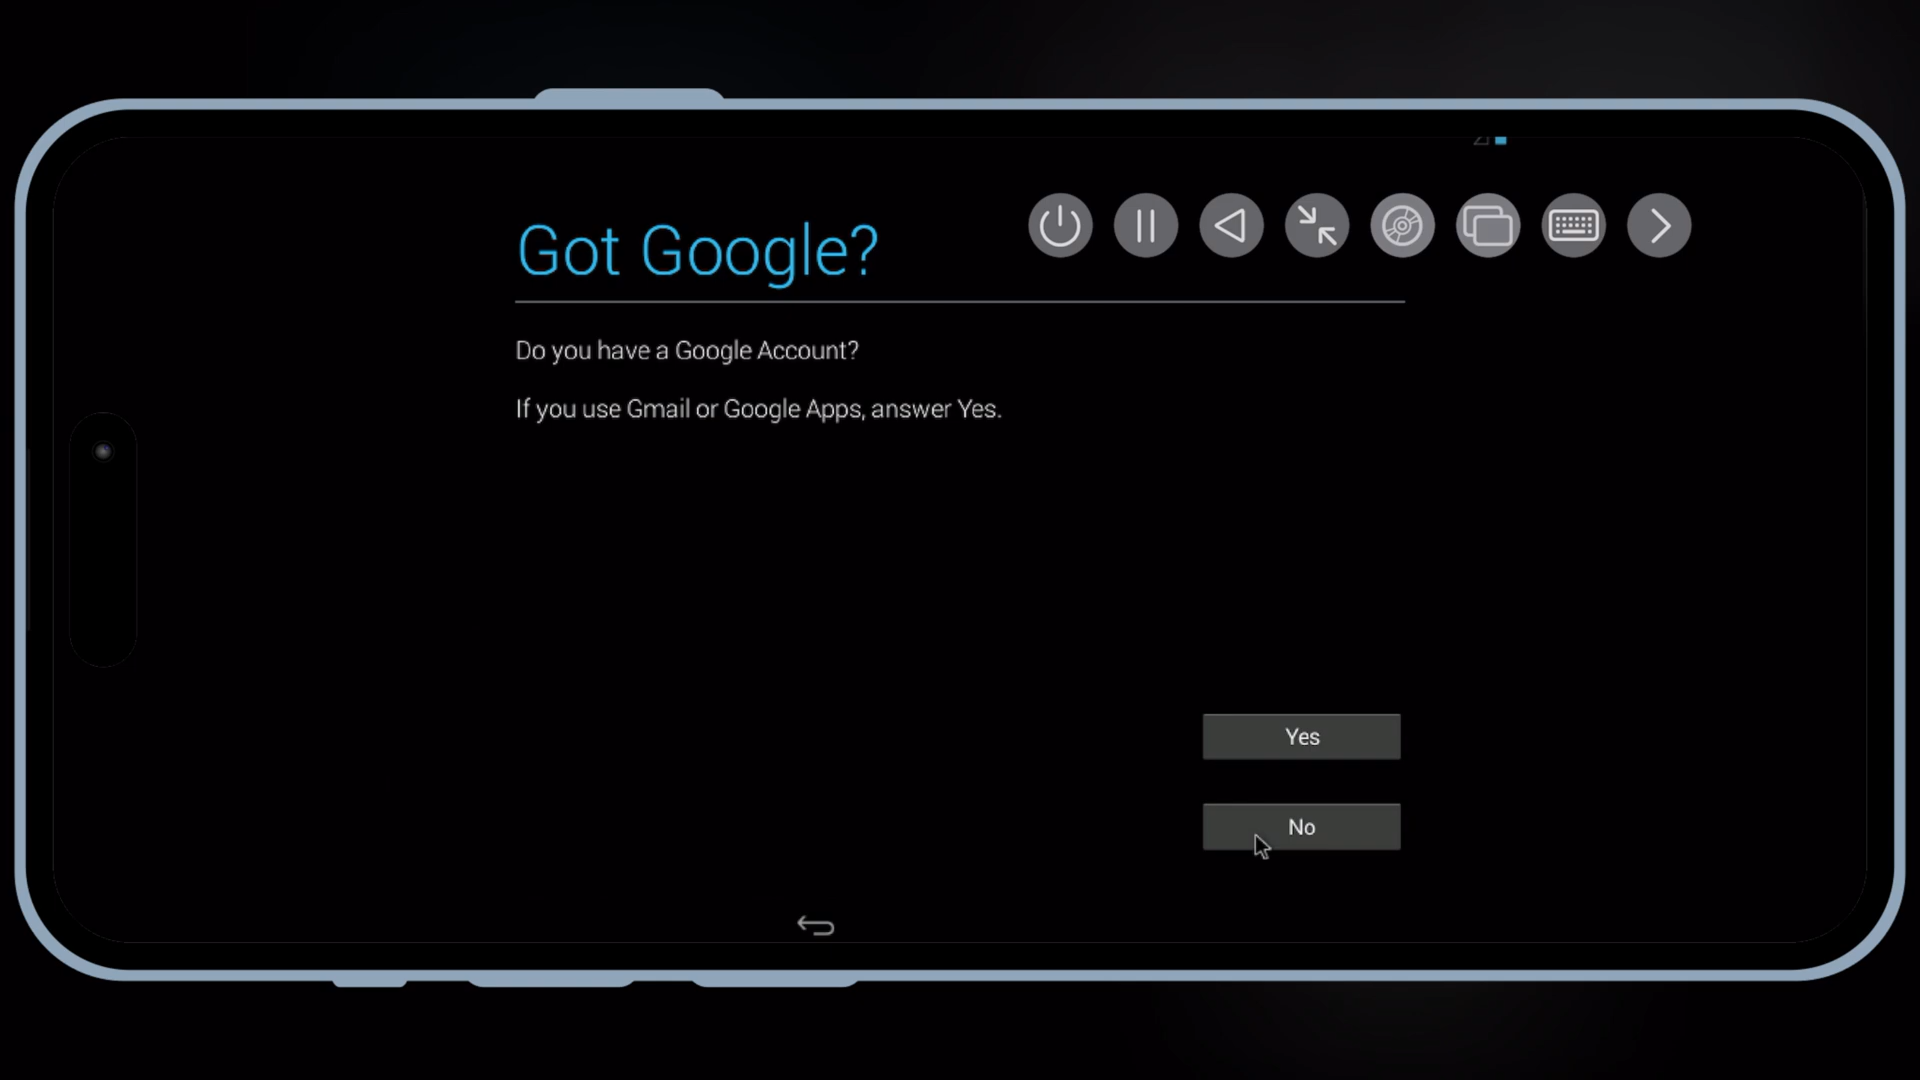 Got Google?
Do you have a Google Account?
If you use Gmail or Google Apps, answer Yes.
Yes
No